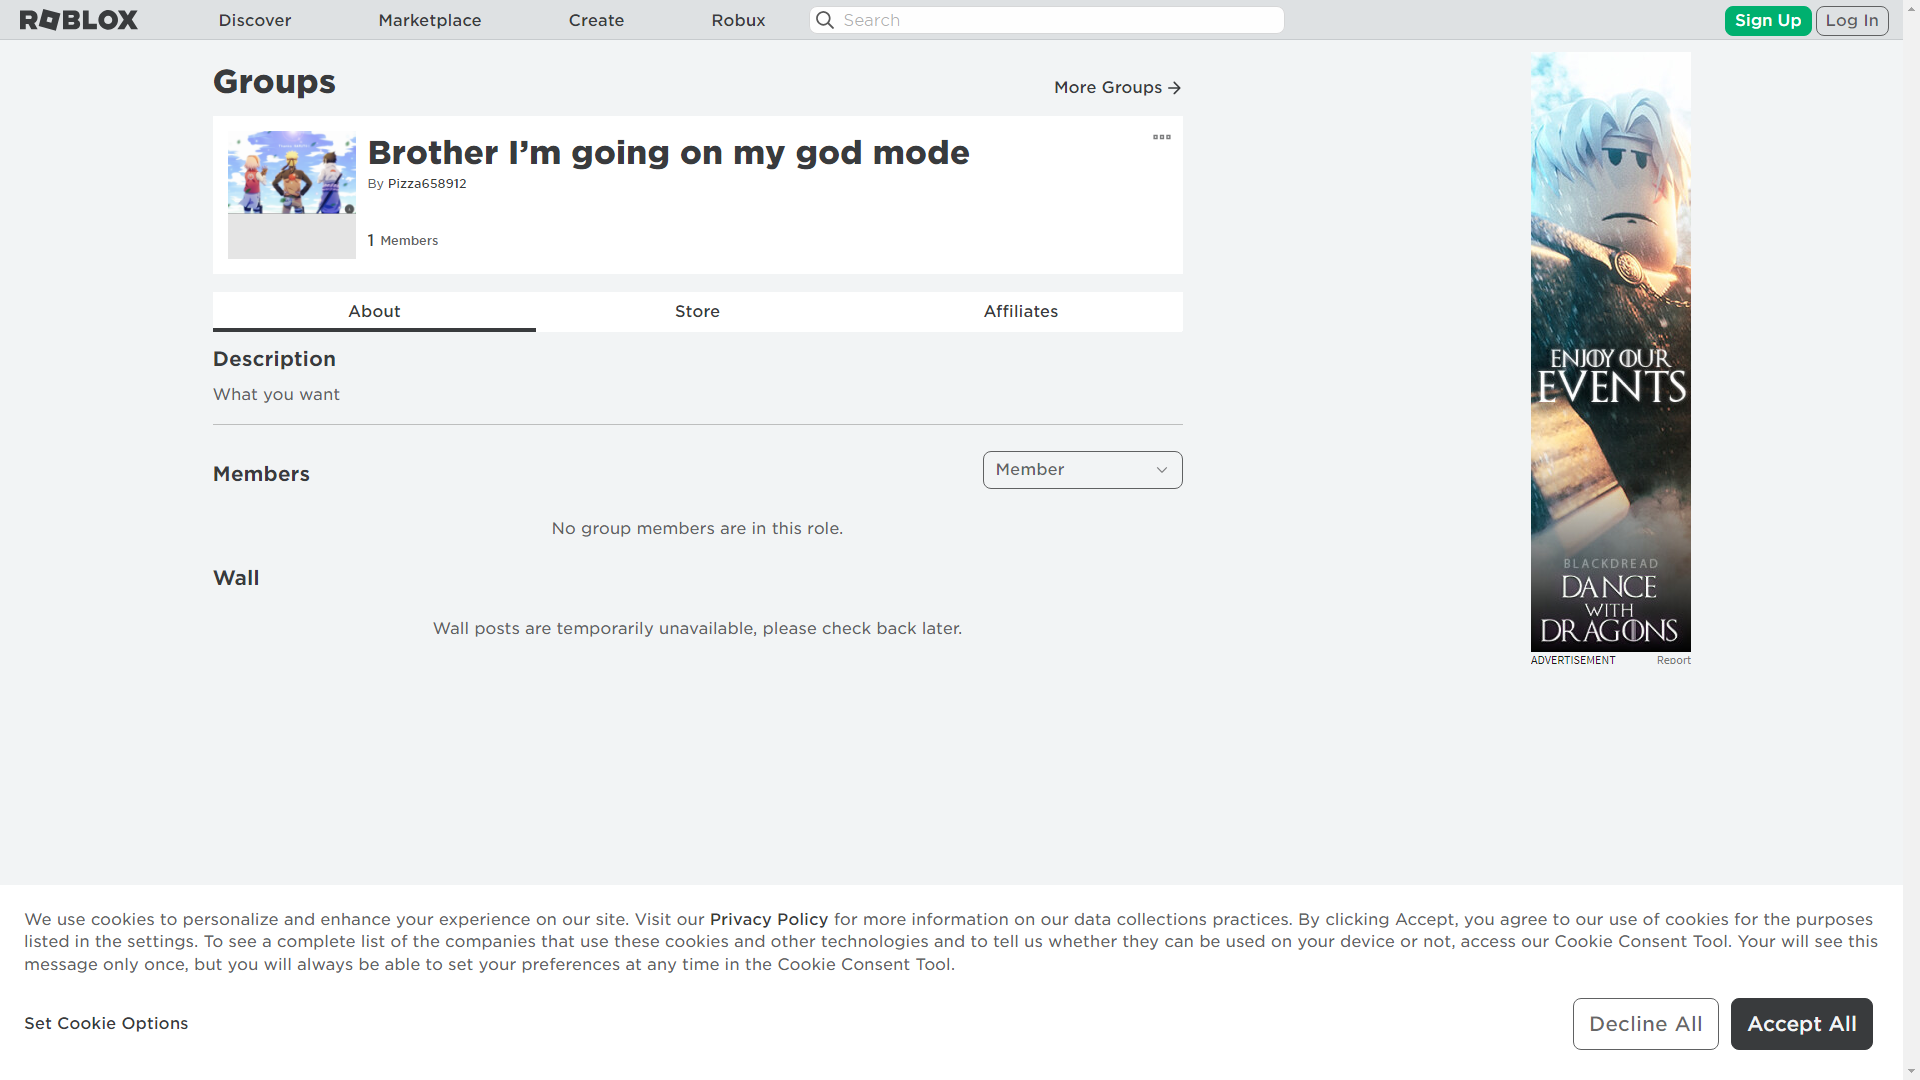 ROBLOX
Discover
Marketplace
Create
Robux
Search
Sign Up
Log In
Groups
More Groups
Brother I’m going on my god mode
By Pizza658912
1 Members
About
Store
Affiliates
Description
What you want
Members
Member
No group members are in this role.
Wall
Wall posts are temporarily unavailable, please check back later.
ENJOY OUR
EVENTS
BLACKDREAD
DANCE
WITH
DRAGONS
ADVERTISEMENT
Report
We use cookies to personalize and enhance your experience on our site. Visit our Privacy Policy for more information on our data collections practices. By clicking Accept, you agree to our use of cookies for the purposes
listed in the settings. To see a complete list of the companies that use these cookies and other technologies and to tell us whether they can be used on your device or not, access our Cookie Consent Tool. Your will see this
message only once, but you will always be able to set your preferences at any time in the Cookie Consent Tool.
Set Cookie Options
Decline All
Accept All